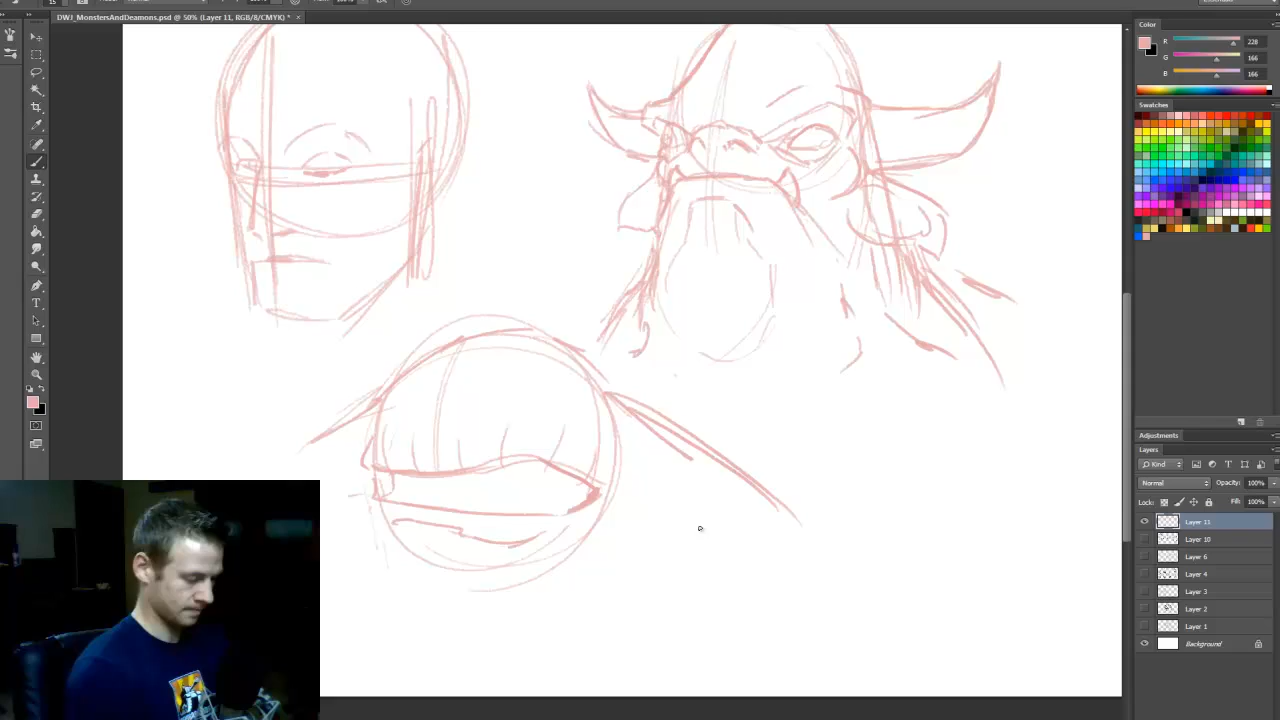 15
DWJ_MonstersAndDeamons.psd @ 50% (Layer 11, RGB/8/CMYK) * ×
Color
R 228
G 166
B 166
Swatches
Adjustments
Layers
Kind
Normal Opacity: 100%
Lock: Fill: 100%
Layer 11
Layer 10
Layer 6
Layer 4
Layer 3
Layer 2
Layer 1
Background